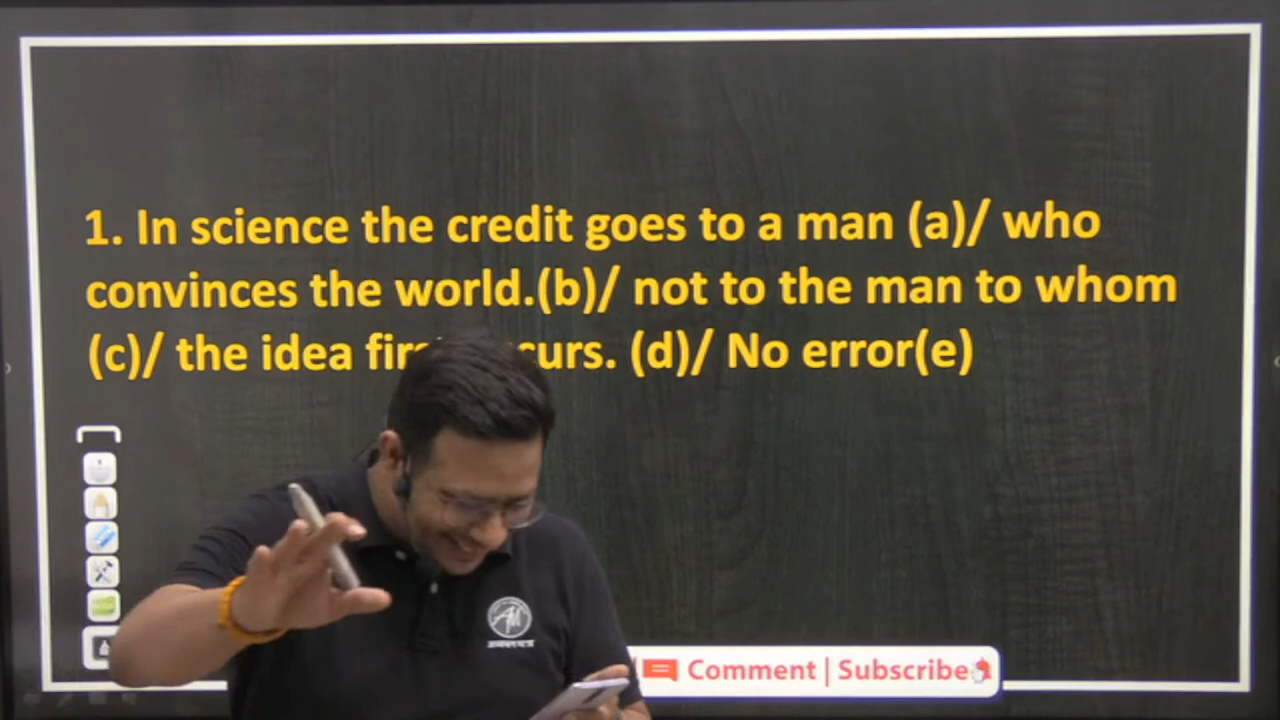 1. In science the credit goes to a man (a)/ who
convinces the world.(b)/ not to the man to whom
(c)/ the idea curs. (d)/ No error(e)
Comment | Subscribe